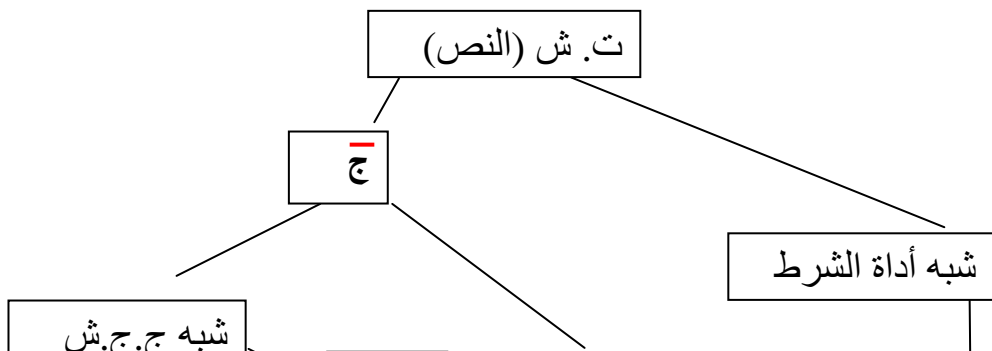 ت. ش (النص)
ج
شبه أداة الشرط
شبه ج.ج.ش